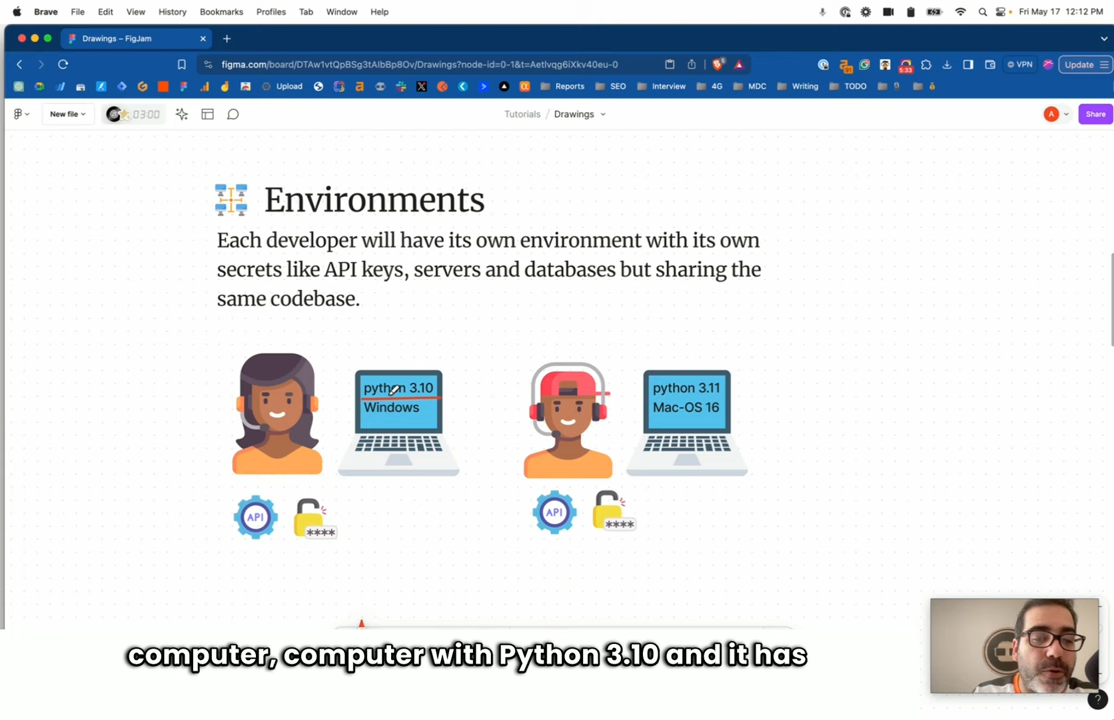 Brave File Edit View History Bookmarks Profiles Tab Window Help Fri May 17 12:12 PM
Drawings – FigJam
figma.com/board/DTAw1vtQpBSg3tAlbBp8Ov/Drawings?node-id=0-1&t=Aetlvqg6iXkv40eu-0 VPN Update
Upload Reports SEO Interview 4G MDC Writing TODO
New file 03:00 Tutorials / Drawings A Share
Environments
Each developer will have its own environment with its own
secrets like API keys, servers and databases but sharing the
same codebase.
python 3.10
Windows
python 3.11
Mac-OS 16
API ****
API ****
computer, computer with Python 3.10 and it has
?